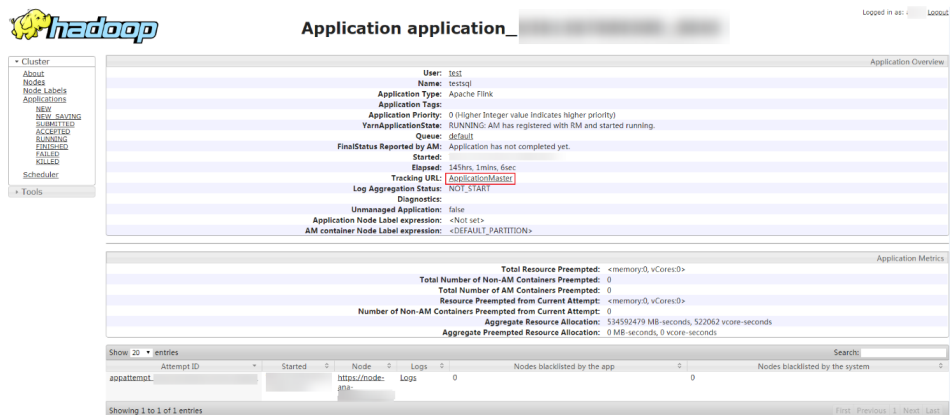 Logged in as: Logout
hadoop
Application application_
Cluster
About
Nodes
Node Labels
Applications
NEW
NEW_SAVING
SUBMITTED
ACCEPTED
RUNNING
FINISHED
FAILED
KILLED
Scheduler
Tools
Application Overview
User: test
Name: testsql
Application Type: Apache Flink
Application Tags:
Application Priority: 0 (Higher Integer value indicates higher priority)
YarnApplicationState: RUNNING: AM has registered with RM and started running.
Queue: default
FinalStatus Reported by AM: Application has not completed yet.
Started:
Elapsed: 145hrs, 1mins, 6sec
Tracking URL: ApplicationMaster
Log Aggregation Status: NOT_START
Diagnostics:
Unmanaged Application: false
Application Node Label expression: <Not set>
AM container Node Label expression: <DEFAULT_PARTITION>
Application Metrics
Total Resource Preempted: <memory:0, vCores:0>
Total Number of Non-AM Containers Preempted: 0
Total Number of AM Containers Preempted: 0
Resource Preempted from Current Attempt: <memory:0, vCores:0>
Number of Non-AM Containers Preempted from Current Attempt: 0
Aggregate Resource Allocation: 534592479 MB-seconds, 522062 vcore-seconds
Aggregate Preempted Resource Allocation: 0 MB-seconds, 0 vcore-seconds
Show 20 entries Search:
Attempt ID Started Node Logs Nodes blacklisted by the app Nodes blacklisted by the system
appattempt_ https://node-ana- Logs 0 0
Showing 1 to 1 of 1 entries First Previous 1 Next Last